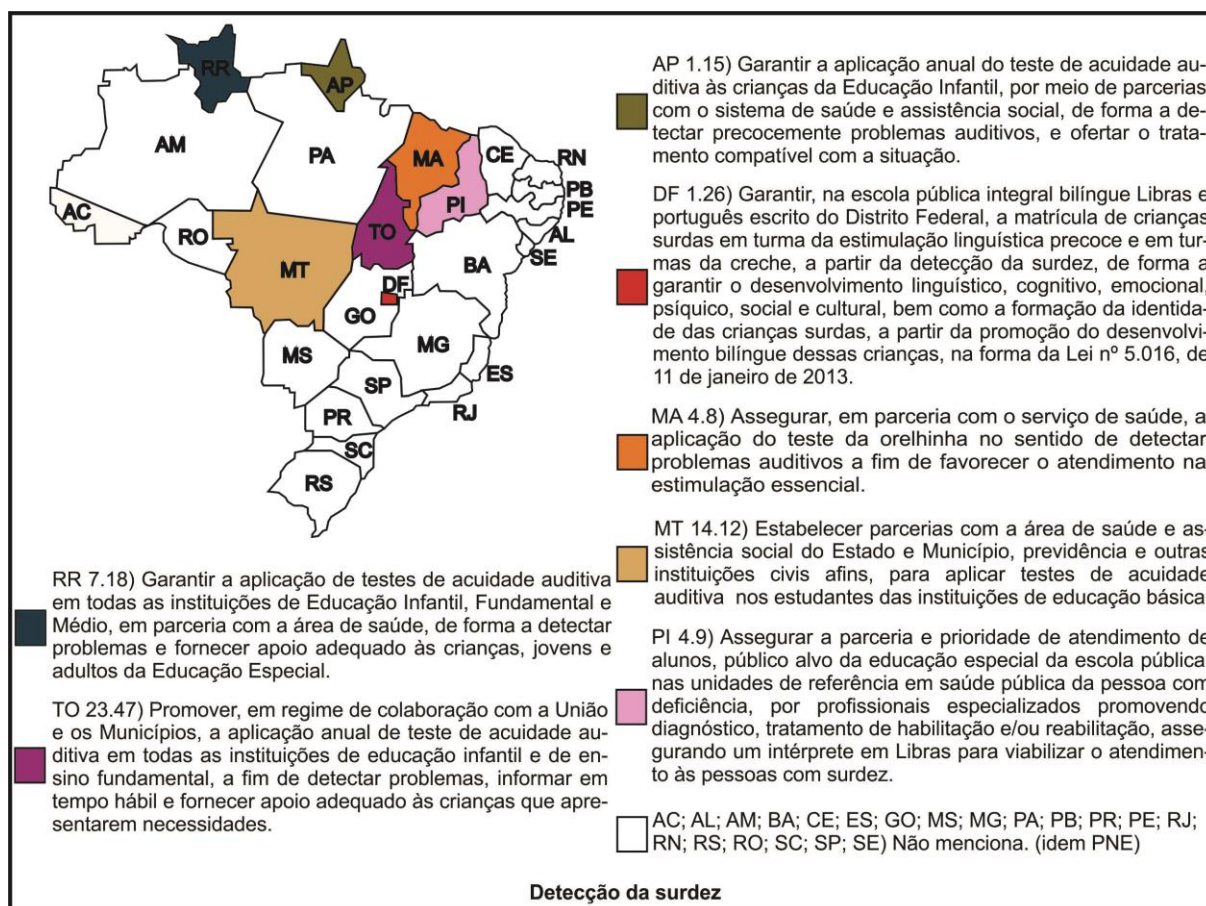 RR
AP
AM
PA
MA
CE
RN
PB
PE
PI
AC
TO
AL
RO
SE
BA
MT
DF
GO
MG
MS
ES
SP
RJ
PR
SC
RS
RR 7.18) Garantir a aplicação de testes de acuidade auditiva
em todas as instituições de Educação Infantil, Fundamental e
Médio, em parceria com a área de saúde, de forma a detectar
problemas e fornecer apoio adequado às crianças, jovens e
adultos da Educação Especial.
TO 23.47) Promover, em regime de colaboração com a União
e os Municípios, a aplicação anual de teste de acuidade au-
ditiva em todas as instituições de educação infantil e de en-
sino fundamental, a fim de detectar problemas, informar em
tempo hábil e fornecer apoio adequado às crianças que apre-
sentarem necessidades.
AP 1.15) Garantir a aplicação anual do teste de acuidade au-
ditiva às crianças da Educação Infantil, por meio de parcerias
com o sistema de saúde e assistência social, de forma a de-
tectar precocemente problemas auditivos, e ofertar o trata-
mento compatível com a situação.
DF 1.26) Garantir, na escola pública integral bilíngue Libras e
português escrito do Distrito Federal, a matrícula de crianças
surdas em turma da estimulação linguística precoce e em tur-
mas da creche, a partir da detecção da surdez, de forma a
garantir o desenvolvimento linguístico, cognitivo, emocional,
psíquico, social e cultural, bem como a formação da identida-
de das crianças surdas, a partir da promoção do desenvolvi-
mento bilíngue dessas crianças, na forma da Lei nº 5.016, de
11 de janeiro de 2013.
MA 4.8) Assegurar, em parceria com o serviço de saúde, a
aplicação do teste da orelhinha no sentido de detectar
problemas auditivos a fim de favorecer o atendimento na
estimulação essencial.
MT 14.12) Estabelecer parcerias com a área de saúde e as-
sistência social do Estado e Município, previdência e outras
instituições civis afins, para aplicar testes de acuidade
auditiva nos estudantes das instituições de educação básica
PI 4.9) Assegurar a parceria e prioridade de atendimento de
alunos, público alvo da educação especial da escola pública
nas unidades de referência em saúde pública da pessoa com
deficiência, por profissionais especializados promovendo
diagnóstico, tratamento de habilitação e/ou reabilitação, asse-
gurando um intérprete em Libras para viabilizar o atendimen-
to às pessoas com surdez.
AC; AL; AM; BA; CE; ES; GO; MS; MG; PA; PB; PR; PE; RJ;
RN; RS; RO; SC; SP; SE) Não menciona. (idem PNE)
Detecção da surdez